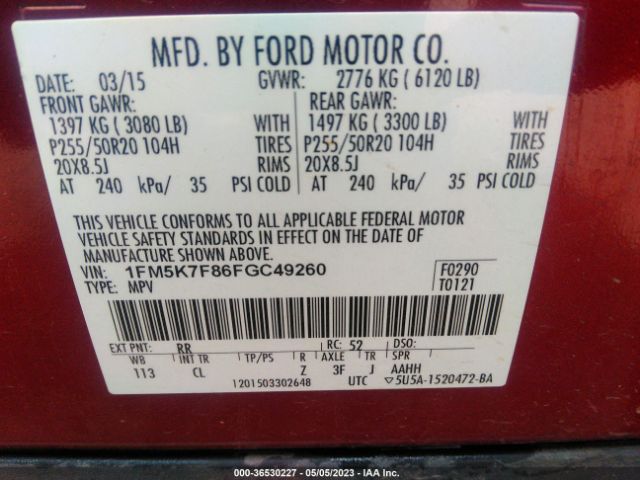 MFD. BY FORD MOTOR CO.
DATE: 03/15 GVWR: 2776 KG ( 6120 LB)
FRONT GAWR: REAR GAWR:
1397 KG ( 3080 LB) WITH 1497 KG ( 3300 LB) WITH
P255/50R20 104H TIRES P255/50R20 104H TIRES
20X8.5J RIMS 20X8.5J RIMS
AT 240 kPa/ 35 PSI COLD AT 240 kPa/ 35 PSI COLD
THIS VEHICLE CONFORMS TO ALL APPLICABLE FEDERAL MOTOR
VEHICLE SAFETY STANDARDS IN EFFECT ON THE DATE OF
MANUFACTURE SHOWN ABOVE.
VIN: 1FM5K7F86FGC49260 F0290
TYPE: MPV T0121
EXT PNT: RR RC: 52 DSO:
WB INT TR TP/PS R AXLE TR SPR
113 CL Z 3F J AAHH
1201503302648 UTC ▽5U5A-1520472-BA
000-36530227 - 05/05/2023 - IAA Inc.